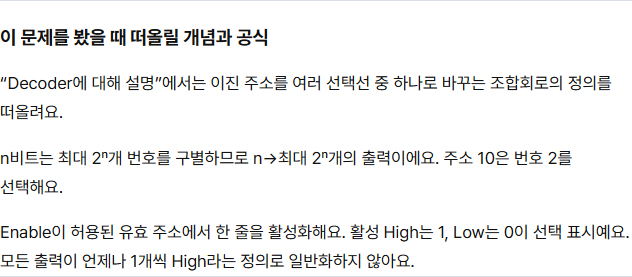 이 문제를 봤을 때 떠올릴 개념과 공식
“Decoder에 대해 설명”에서는 이진 주소를 여러 선택선 중 하나로 바꾸는 조합회로의 정의를
떠올려요.
n비트는 최대 2ⁿ개 번호를 구별하므로 n→최대 2ⁿ개의 출력이에요. 주소 10은 번호 2를
선택해요.
Enable이 허용된 유효 주소에서 한 줄을 활성화해요. 활성 High는 1, Low는 0이 선택 표시예요.
모든 출력이 언제나 1개씩 High라는 정의로 일반화하지 않아요.